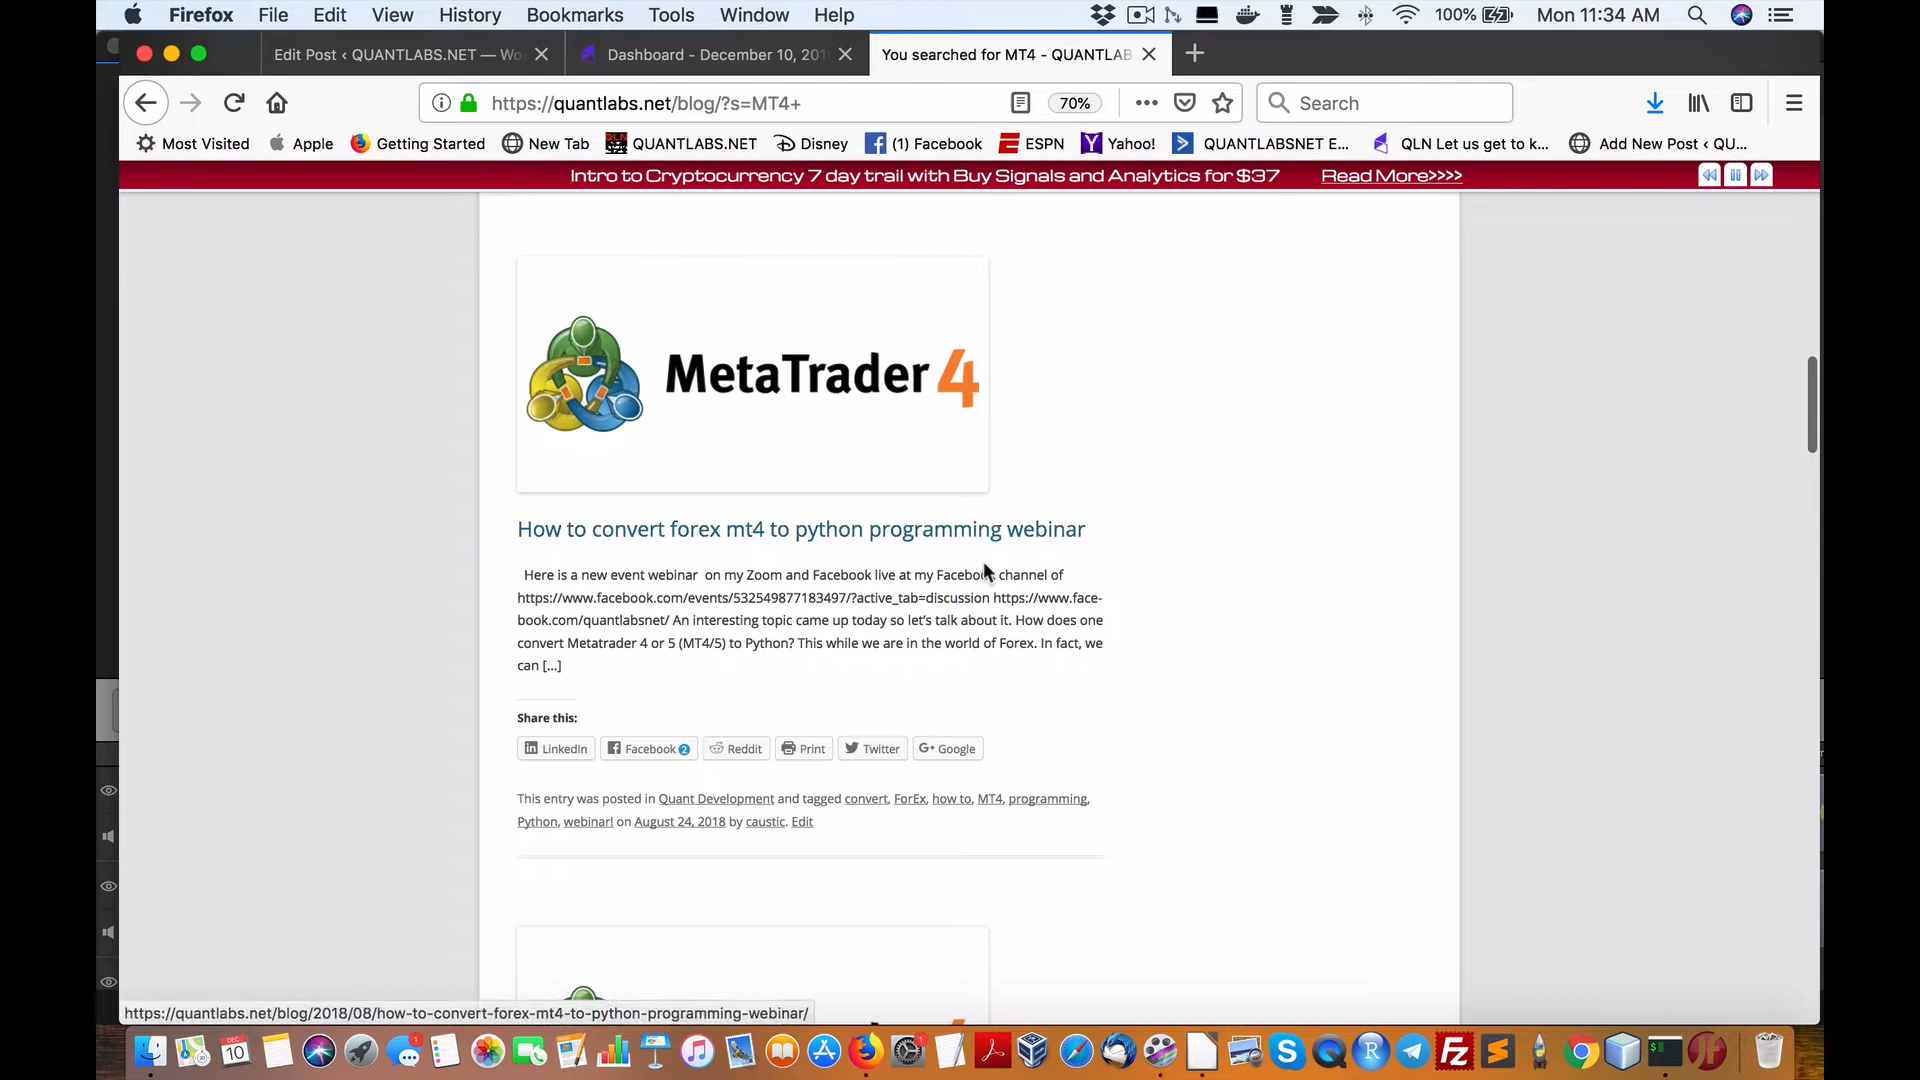 Firefox File Edit View History Bookmarks Tools Window Help 100% Mon 11:34 AM
Edit Post ‹ QUANTLABS.NET — Wo Dashboard - December 10, 201 You searched for MT4 - QUANTLAB
https://quantlabs.net/blog/?s=MT4+ 70% Search
Most Visited Apple Getting Started New Tab QUANTLABS.NET Disney (1) Facebook ESPN Yahoo! QUANTLABSNET E... QLN Let us get to k... Add New Post ‹ QU...
Intro to Cryptocurrency 7 day trail with Buy Signals and Analytics for $37 Read More>>>>
MetaTrader 4
How to convert forex mt4 to python programming webinar
Here is a new event webinar on my Zoom and Facebook live at my Facebook channel of
https://www.facebook.com/events/532549877183497/?active_tab=discussion https://www.face-
book.com/quantlabsnet/ An interesting topic came up today so let's talk about it. How does one
convert Metatrader 4 or 5 (MT4/5) to Python? This while we are in the world of Forex. In fact, we
can [...]
Share this:
LinkedIn Facebook 2 Reddit Print Twitter G+ Google
This entry was posted in Quant Development and tagged convert, ForEx, how to, MT4, programming,
Python, webinar! on August 24, 2018 by caustic. Edit
https://quantlabs.net/blog/2018/08/how-to-convert-forex-mt4-to-python-programming-webinar/